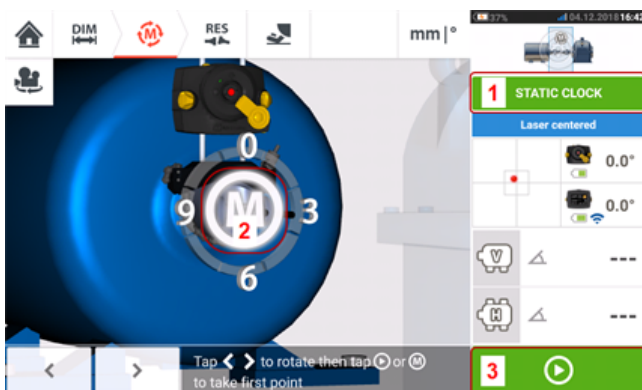 DIM
M
RES
mm|°
37%
04.12.2018 16:42
1 STATIC CLOCK
Laser centered
0.0°
0.0°
0
9 M 3
2
6
V ---
H ---
Tap < > to rotate then tap or M
to take first point
3